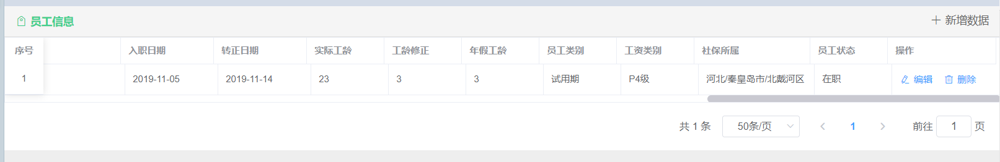 员工信息
+ 新增数据
序号 入职日期 转正日期 实际工龄 工龄修正 年假工龄 员工类别 工资类别 社保所属 员工状态 操作
1 2019-11-05 2019-11-14 23 3 3 试用期 P4级 河北/秦皇岛市/北戴河区 在职 编辑 删除
共 1 条 50条/页 < 1 > 前往 1 页